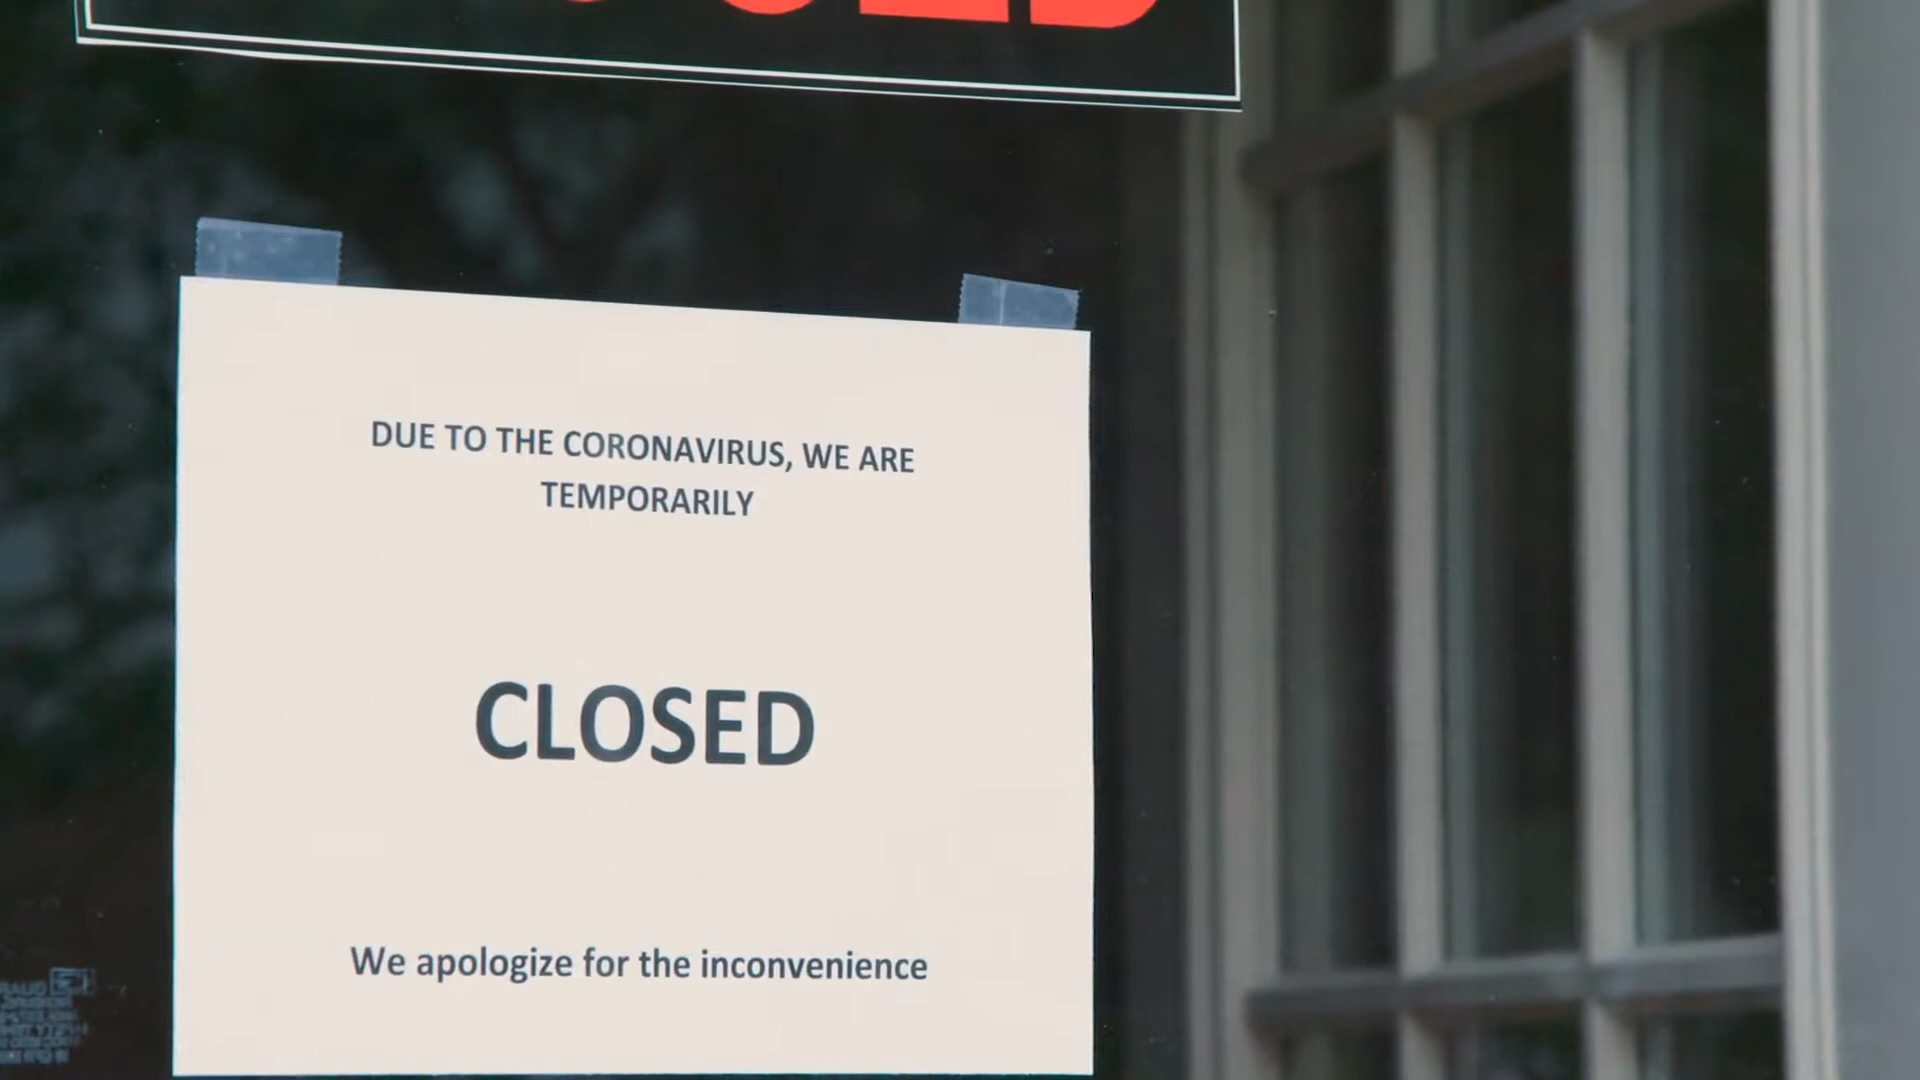 DUE TO THE CORONAVIRUS, WE ARE
TEMPORARILY
CLOSED
We apologize for the inconvenience